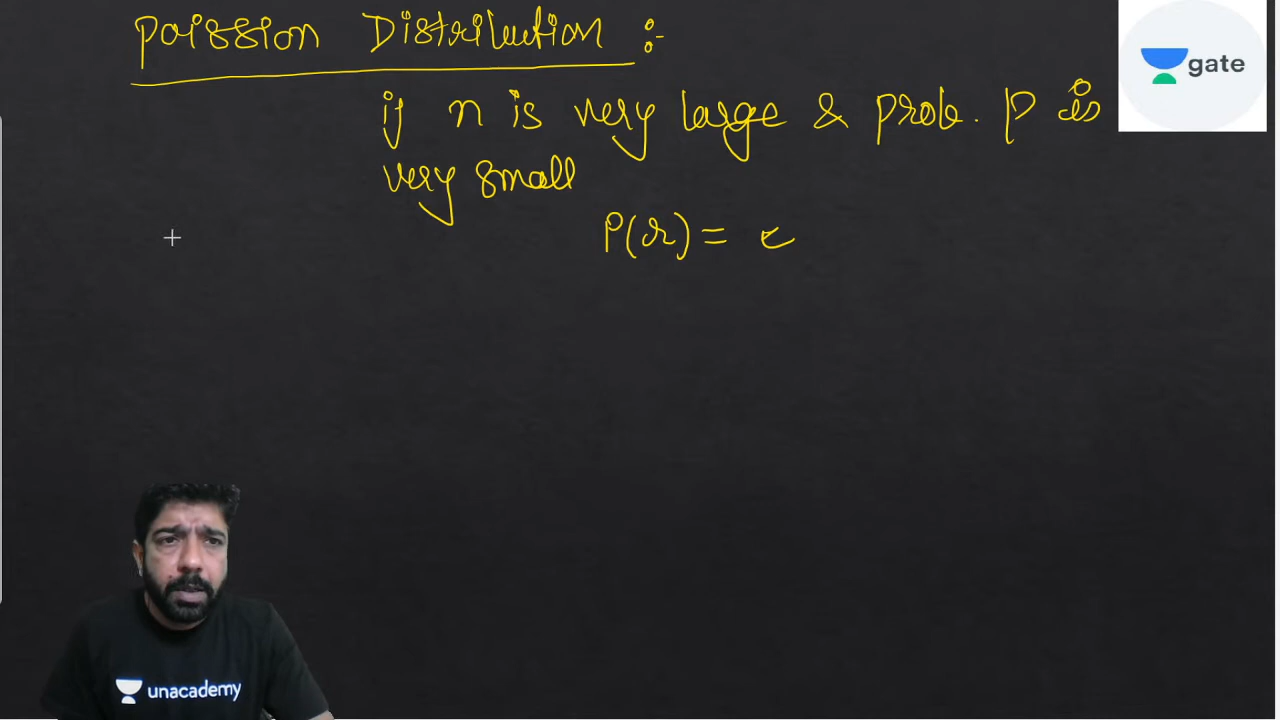 poission Distribution :-
if n is very large & prob. p is
very small
P(r) = e
gate
unacademy